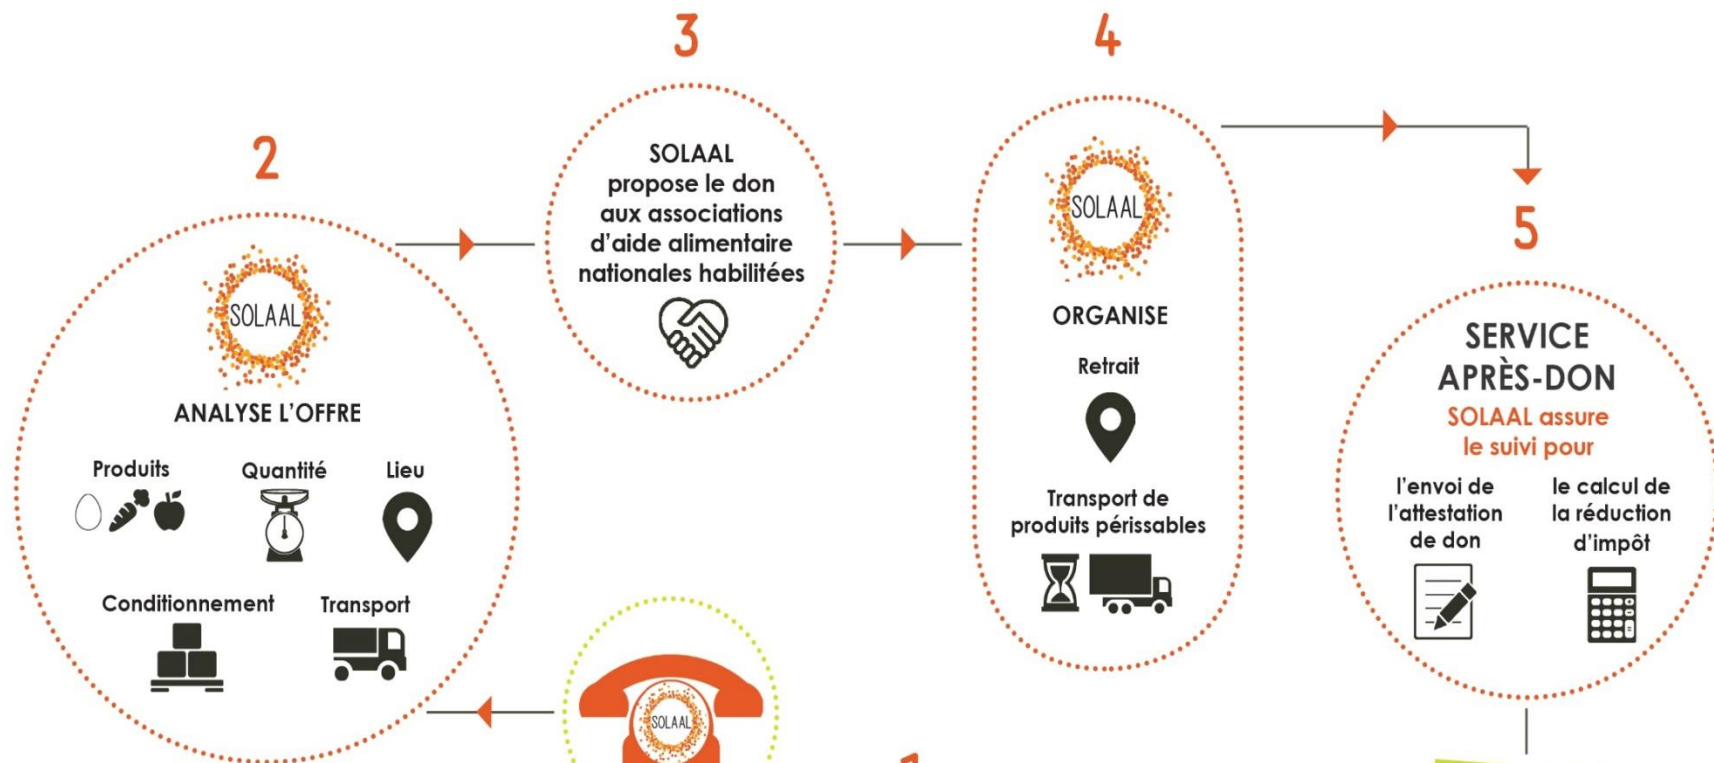 2
SOLAAL
ANALYSE L'OFFRE
Produits
Quantité
Lieu
Conditionnement
Transport
3
SOLAAL
propose le don
aux associations
d'aide alimentaire
nationales habilitées
4
SOLAAL
ORGANISE
Retrait
Transport de
produits périssables
5
SERVICE
APRÈS-DON
SOLAAL assure
le suivi pour
l'envoi de
l'attestation
de don
le calcul de
la réduction
d'impôt
SOLAAL
1